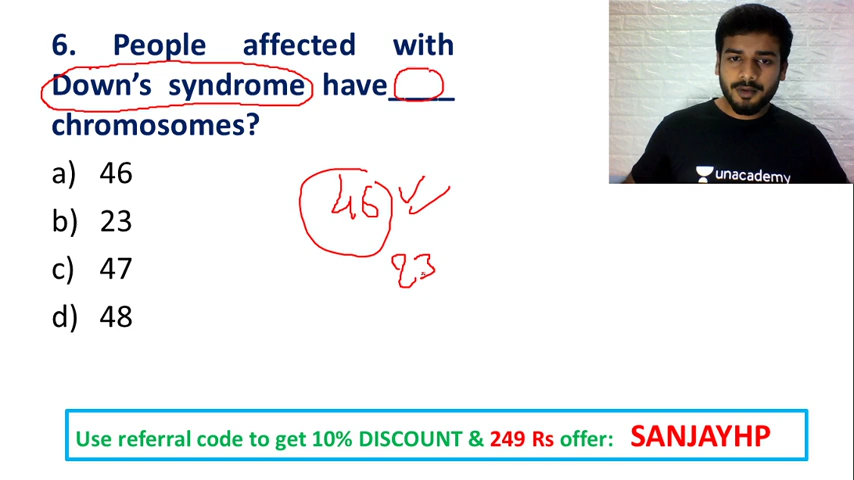 6. People affected with
Down's syndrome have____
chromosomes?
a) 46
b) 23
c) 47
d) 48
46
23
unacademy
Use referral code to get 10% DISCOUNT & 249 Rs offer: SANJAYHP